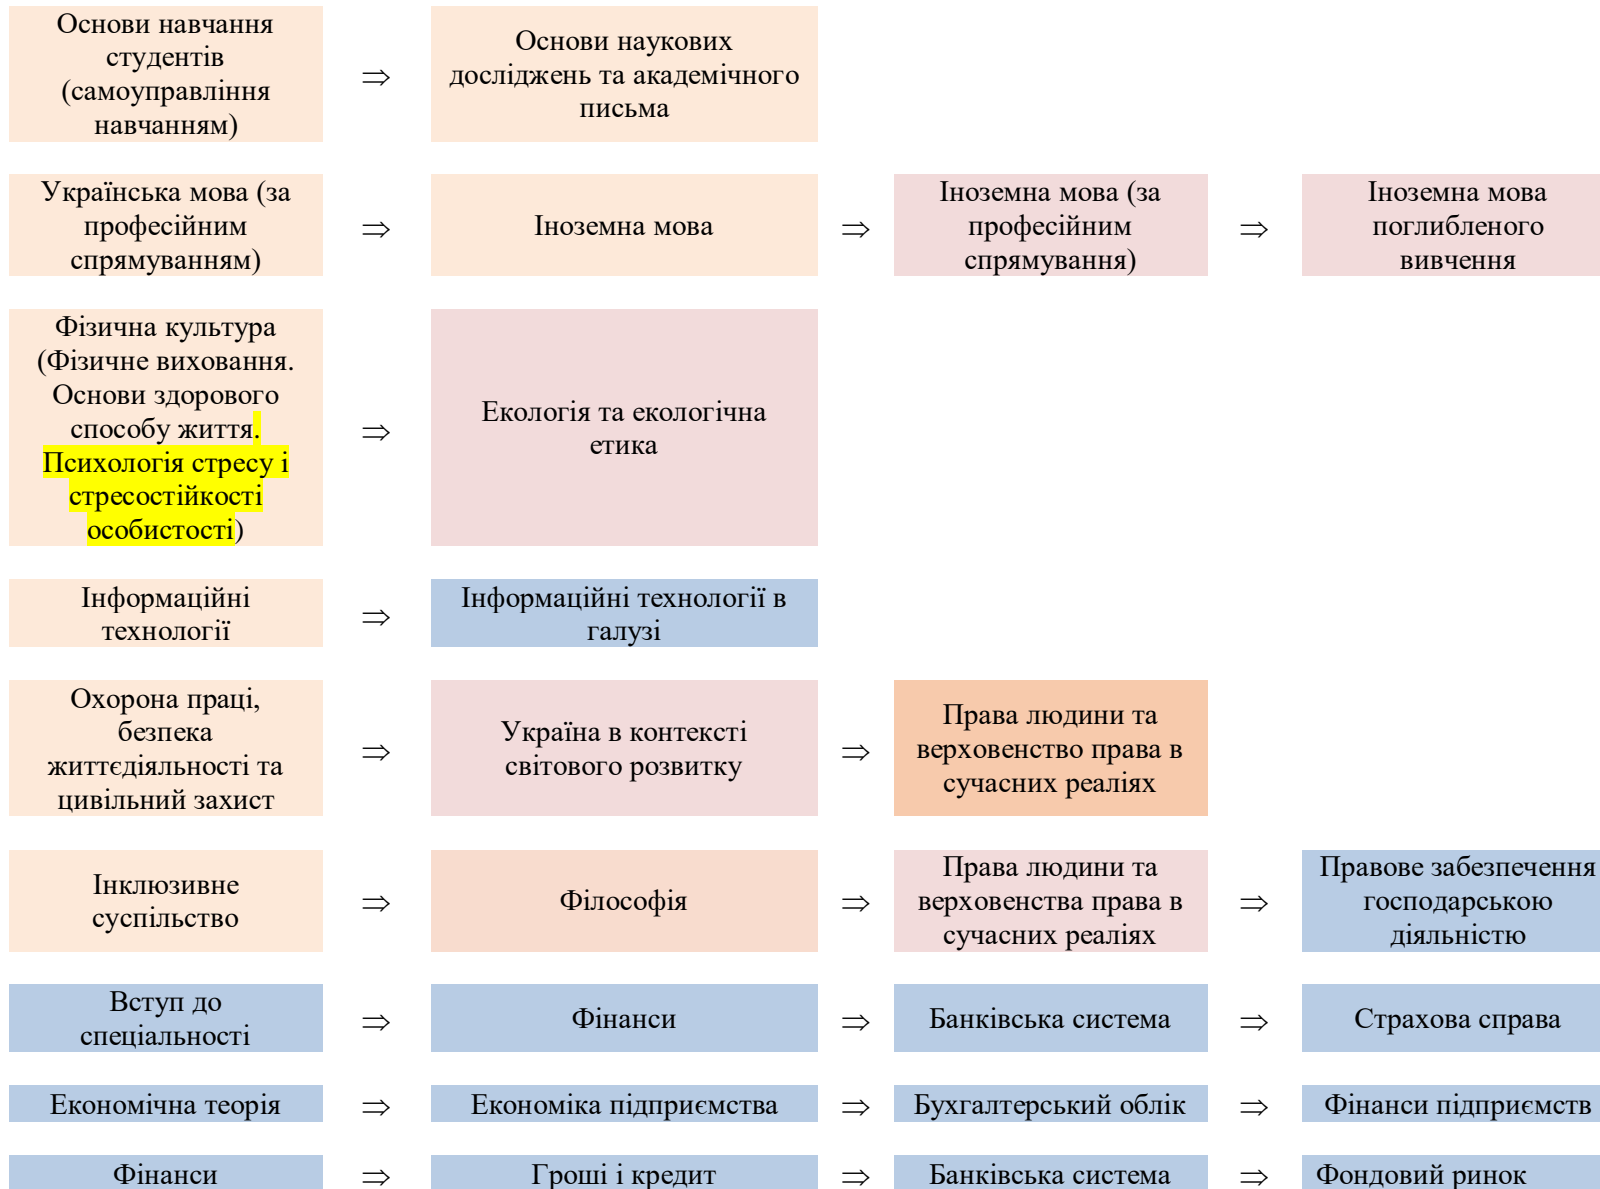 Основи навчання
студентів
(самоуправління
навчанням)
⇒
Основи наукових
досліджень та академічного
письма
Українська мова (за
професійним
спрямуванням)
⇒
Іноземна мова
⇒
Іноземна мова (за
професійним
спрямування)
⇒
Іноземна мова
поглибленого
вивчення
Фізична культура
(Фізичне виховання.
Основи здорового
способу життя.
Психологія стресу і
стресостійкості
особистості)
⇒
Екологія та екологічна
етика
Інформаційні
технології
⇒
Інформаційні технології в
галузі
Охорона праці,
безпека
життєдіяльності та
цивільний захист
⇒
Україна в контексті
світового розвитку
⇒
Права людини та
верховенство права в
сучасних реаліях
Інклюзивне
суспільство
⇒
Філософія
⇒
Права людини та
верховенства права в
сучасних реаліях
⇒
Правове забезпечення
господарською
діяльністю
Вступ до
спеціальності
⇒
Фінанси
⇒
Банківська система
⇒
Страхова справа
Економічна теорія
⇒
Економіка підприємства
⇒
Бухгалтерський облік
⇒
Фінанси підприємств
Фінанси
⇒
Гроші і кредит
⇒
Банківська система
⇒
Фондовий ринок